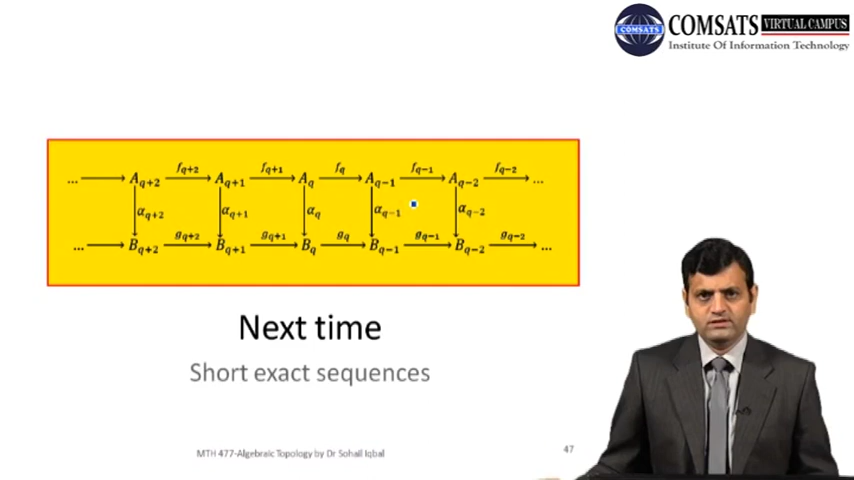 COMSATS
COMSATS VIRTUAL CAMPUS
Institute Of Information Technology
f_{q+2} f_{q+1} f_q f_{q-1} f_{q-2}
... A_{q+2} A_{q+1} A_q A_{q-1} A_{q-2} ...
α_{q+2} α_{q+1} α_q α_{q-1} α_{q-2}
g_{q+2} g_{q+1} g_q g_{q-1} g_{q-2}
... B_{q+2} B_{q+1} B_q B_{q-1} B_{q-2} ...
Next time
Short exact sequences
MTH 477-Algebraic Topology by Dr Sohail Iqbal
47